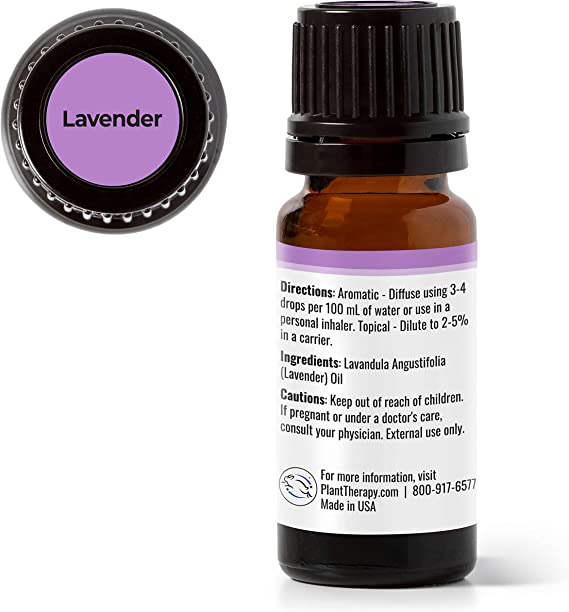 Lavender
Directions: Aromatic - Diffuse using 3-4
drops per 100 mL of water or use in a
personal inhaler. Topical - Dilute to 2-5%
in a carrier.
Ingredients: Lavandula Angustifolia
(Lavender) Oil
Cautions: Keep out of reach of children.
If pregnant or under a doctor's care,
consult your physician. External use only.
For more information, visit
PlantTherapy.com | 800-917-6577
Made in USA